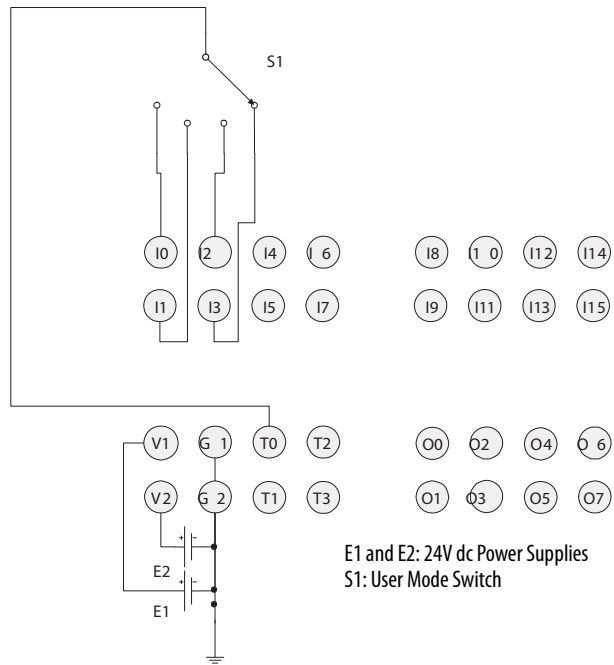 S1
I0 I2 I4 I 6 I8 I1 0 I12 I14
I1 I3 I5 I7 I9 I11 I13 I15
V1 G 1 T0 T2 O0 O2 O4 O 6
V2 G 2 T1 T3 O1 O3 O5 O7
+ -
E2
+ -
E1
E1 and E2: 24V dc Power Supplies
S1: User Mode Switch